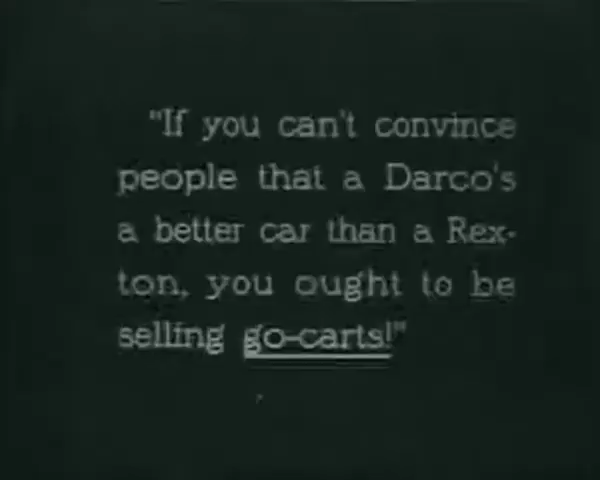 "If you can't convince
people that a Darco's
a better car than a Rex-
ton, you ought to be
selling go-carts!"